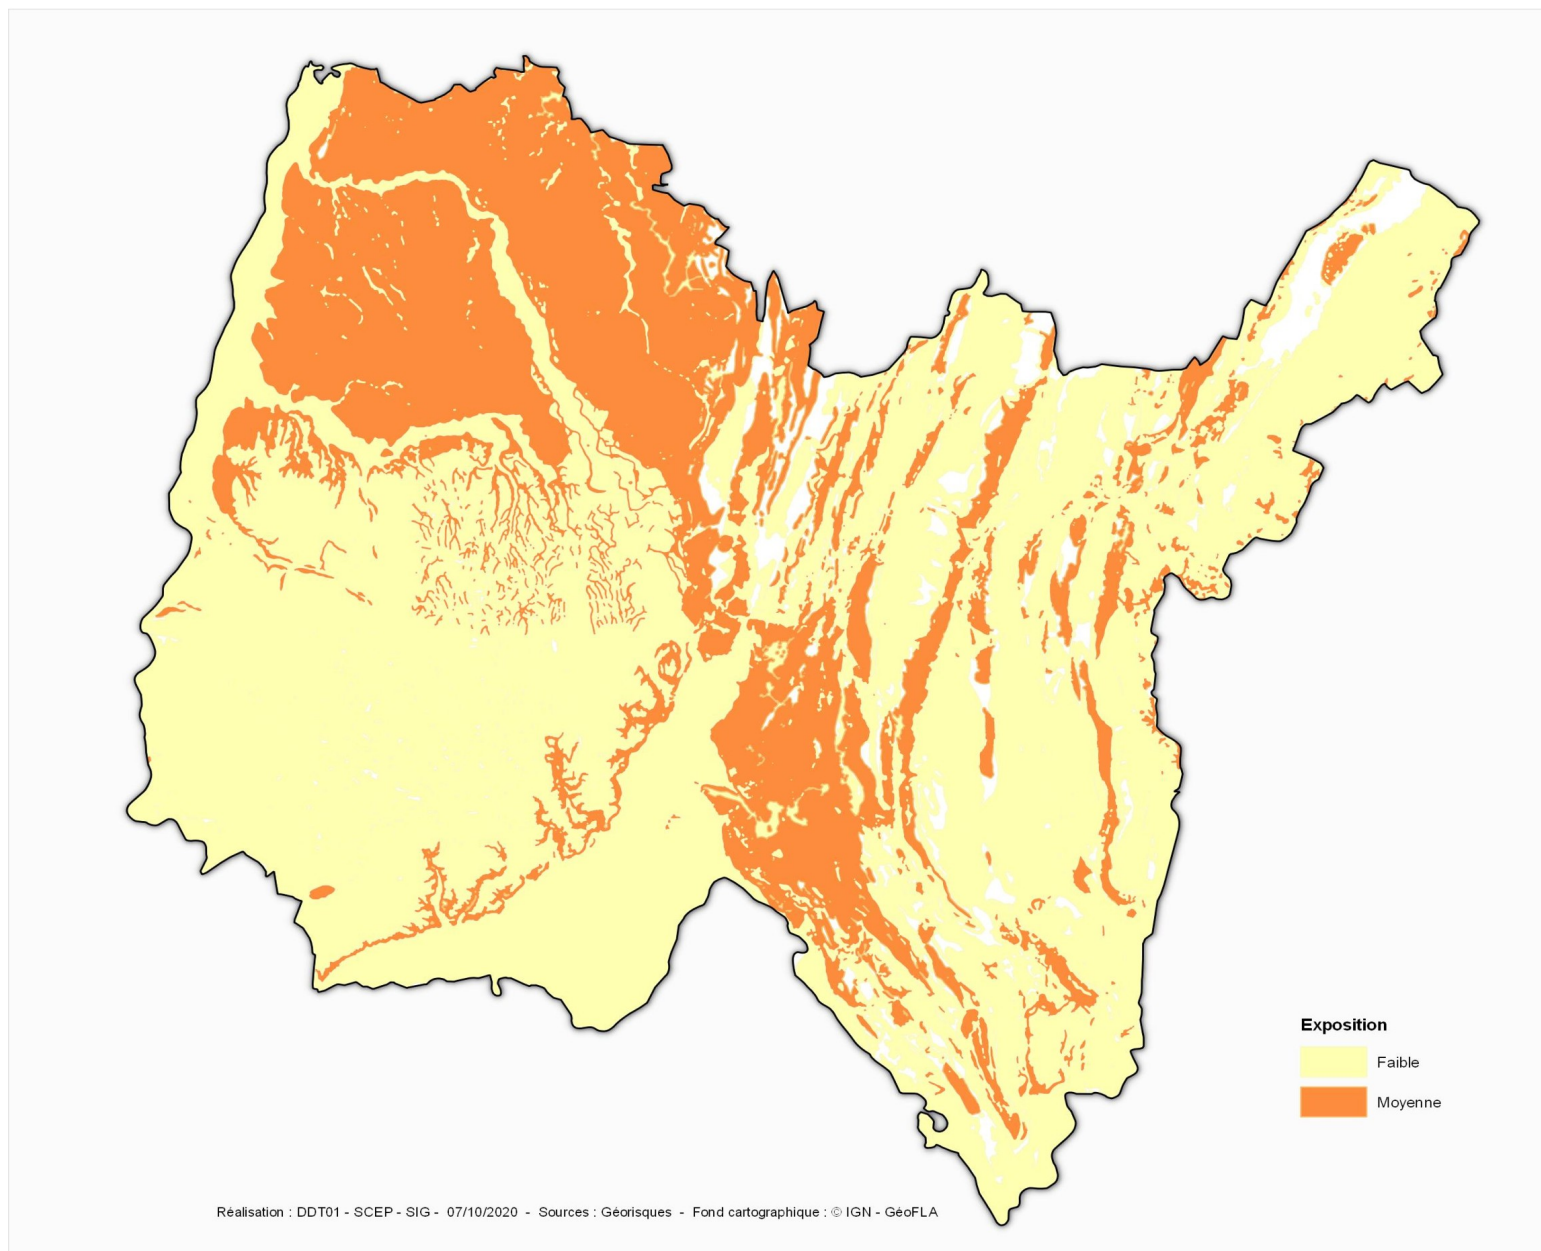 Exposition
Faible
Moyenne
Réalisation : DDT01 - SCEP - SIG - 07/10/2020 - Sources : Géorisques - Fond cartographique : © IGN - GéoFLA